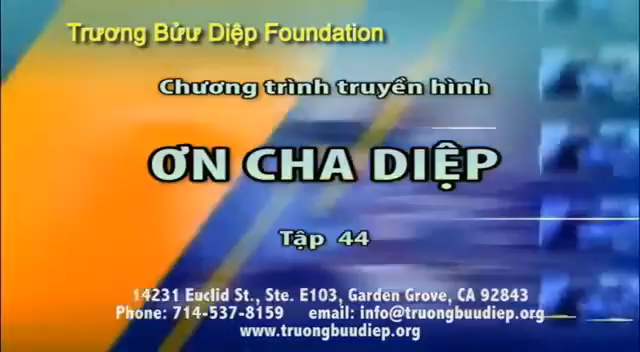 Trương Bửu Diệp Foundation
Chương trình truyền hình
ƠN CHA DIỆP
Tập 44
14231 Euclid St., Ste. E103, Garden Grove, CA 92843
Phone: 714-537-8159 email: info@truongbuudiep.org
www.truongbuudiep.org